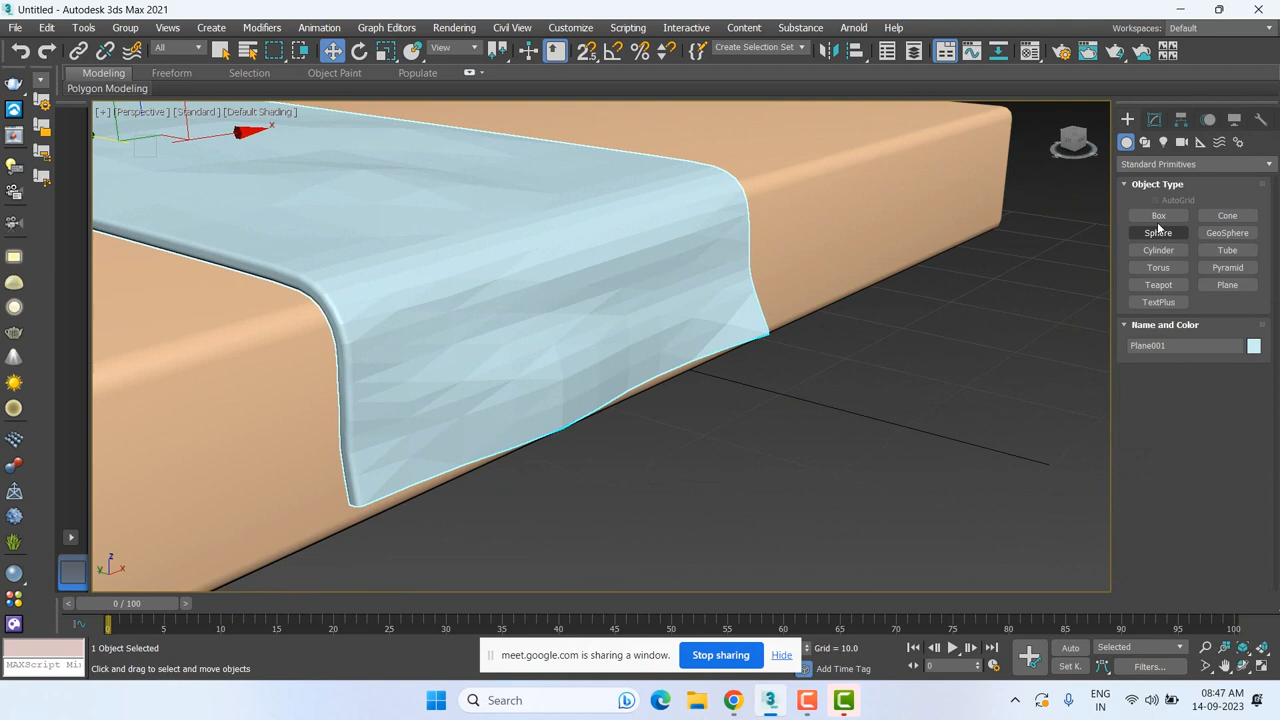 Untitled - Autodesk 3ds Max 2021
File Edit Tools Group Views Create Modifiers Animation Graph Editors Rendering Civil View Customize Scripting Interactive Content Substance Arnold Help Workspaces: Default
All View Create Selection Set
Modeling Freeform Selection Object Paint Populate
Polygon Modeling
[+] [Perspective] [Standard] [Default Shading]
x
Standard Primitives
Object Type
AutoGrid
Box Cone
Sphere GeoSphere
Cylinder Tube
Torus Pyramid
Teapot Plane
TextPlus
Name and Color
Plane001
z
y x
0 / 100
0 5 10 15 20 25 30 35 40 45 50 55 60 65 70 75 80 85 90 95 100
1 Object Selected
MAXScript Mi
Click and drag to select and move objects
meet.google.com is sharing a window. Stop sharing Hide
Grid = 10.0
Add Time Tag
0
Auto Selected
Set K. Filters...
Search
ENG
IN
08:47 AM
14-09-2023